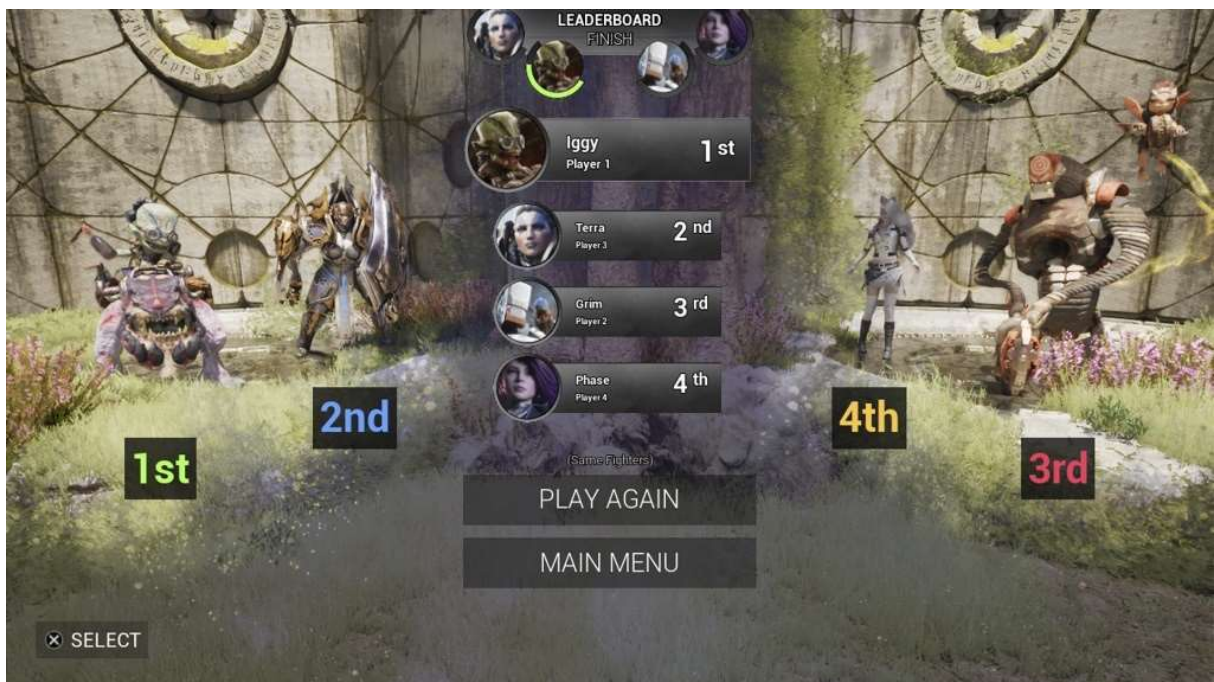 LEADERBOARD
FINISH
Iggy
Player 1
1st
Terra
Player 3
2nd
Grim
Player 2
3rd
Phase
Player 4
4th
2nd
4th
1st
3rd
(Same Fighters)
PLAY AGAIN
MAIN MENU
SELECT